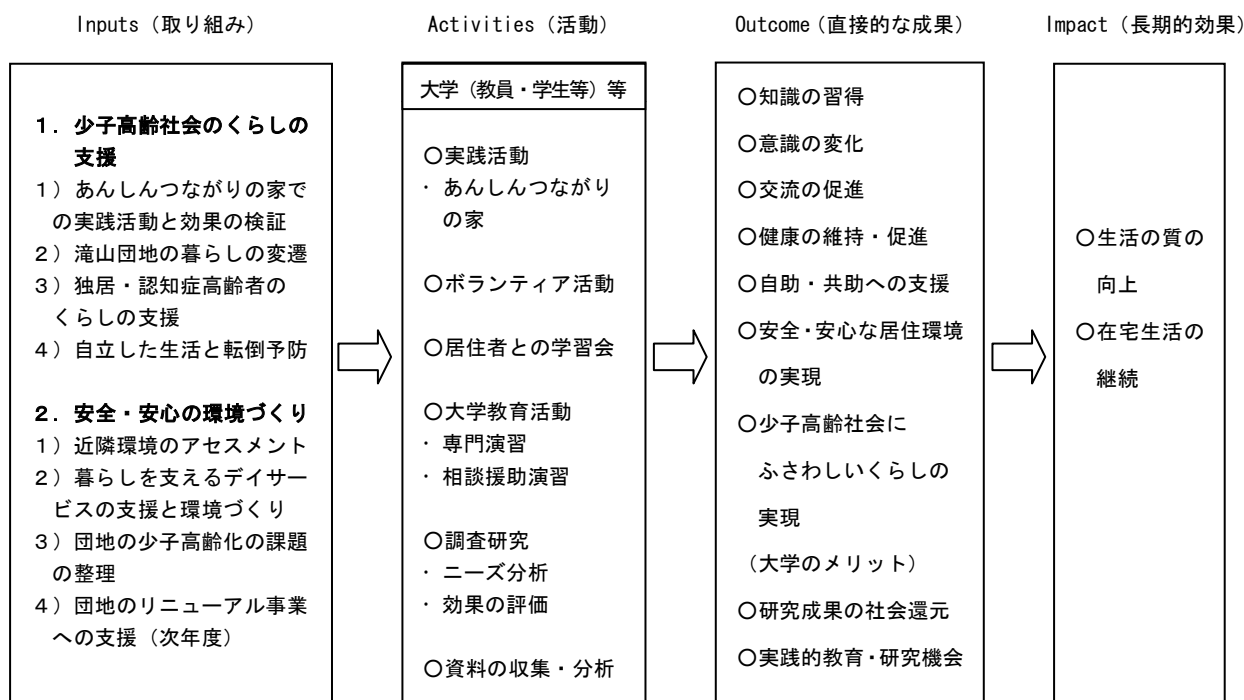 Inputs（取り組み）
１．少子高齢社会のくらしの
支援
１）あんしんつながりの家で
の実践活動と効果の検証
２）滝山団地の暮らしの変遷
３）独居・認知症高齢者の
くらしの支援
４）自立した生活と転倒予防
２．安全・安心の環境づくり
１）近隣環境のアセスメント
２）暮らしを支えるデイサー
ビスの支援と環境づくり
３）団地の少子高齢化の課題
の整理
４）団地のリニューアル事業
への支援（次年度）
Activities（活動）
大学（教員・学生等）等
○実践活動
・あんしんつながり
の家
○ボランティア活動
○居住者との学習会
○大学教育活動
・専門演習
・相談援助演習
○調査研究
・ニーズ分析
・効果の評価
○資料の収集・分析
Outcome（直接的な成果）
○知識の習得
○意識の変化
○交流の促進
○健康の維持・促進
○自助・共助への支援
○安全・安心な居住環境
の実現
○少子高齢社会に
ふさわしいくらしの
実現
（大学のメリット）
○研究成果の社会還元
○実践的教育・研究機会
Impact（長期的効果）
○生活の質の
向上
○在宅生活の
継続